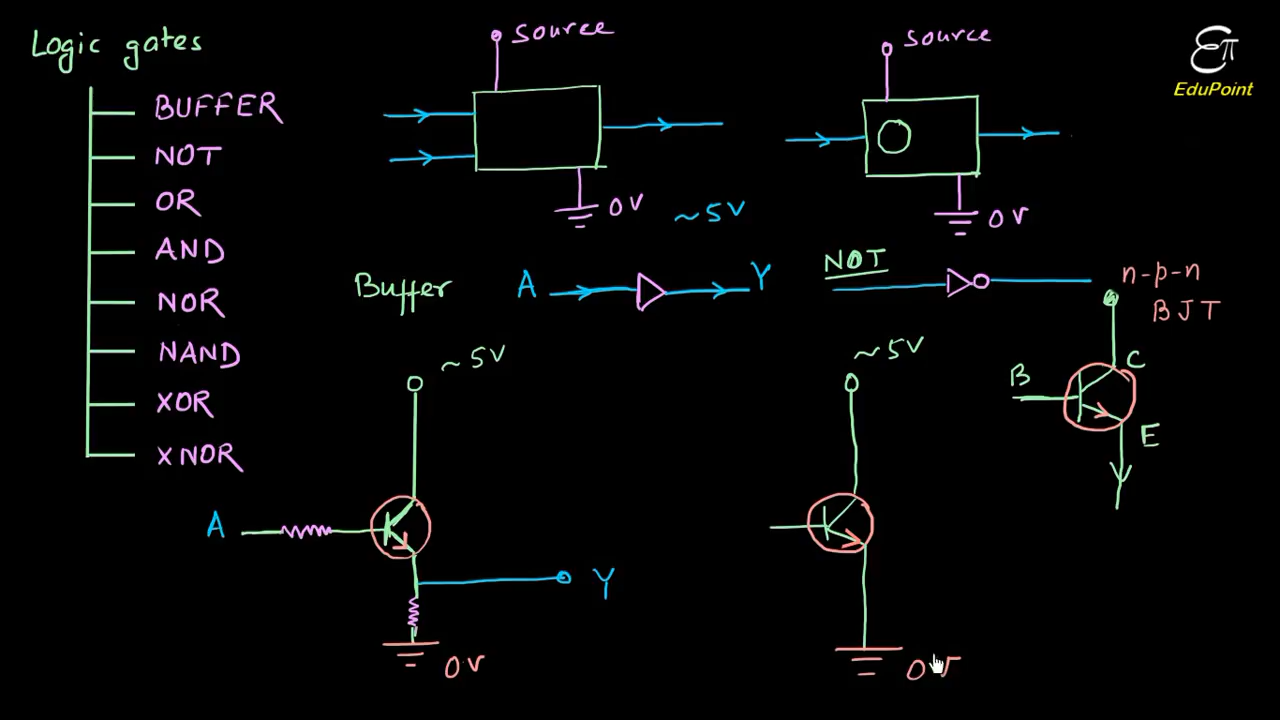 Logic gates
BUFFER
NOT
OR
AND
NOR
NAND
XOR
XNOR
source
0V
~5V
source
0V
Επ
EduPoint
Buffer
A
Y
NOT
n-p-n
BJT
B
C
E
~5V
A
Y
0V
~5V
0V